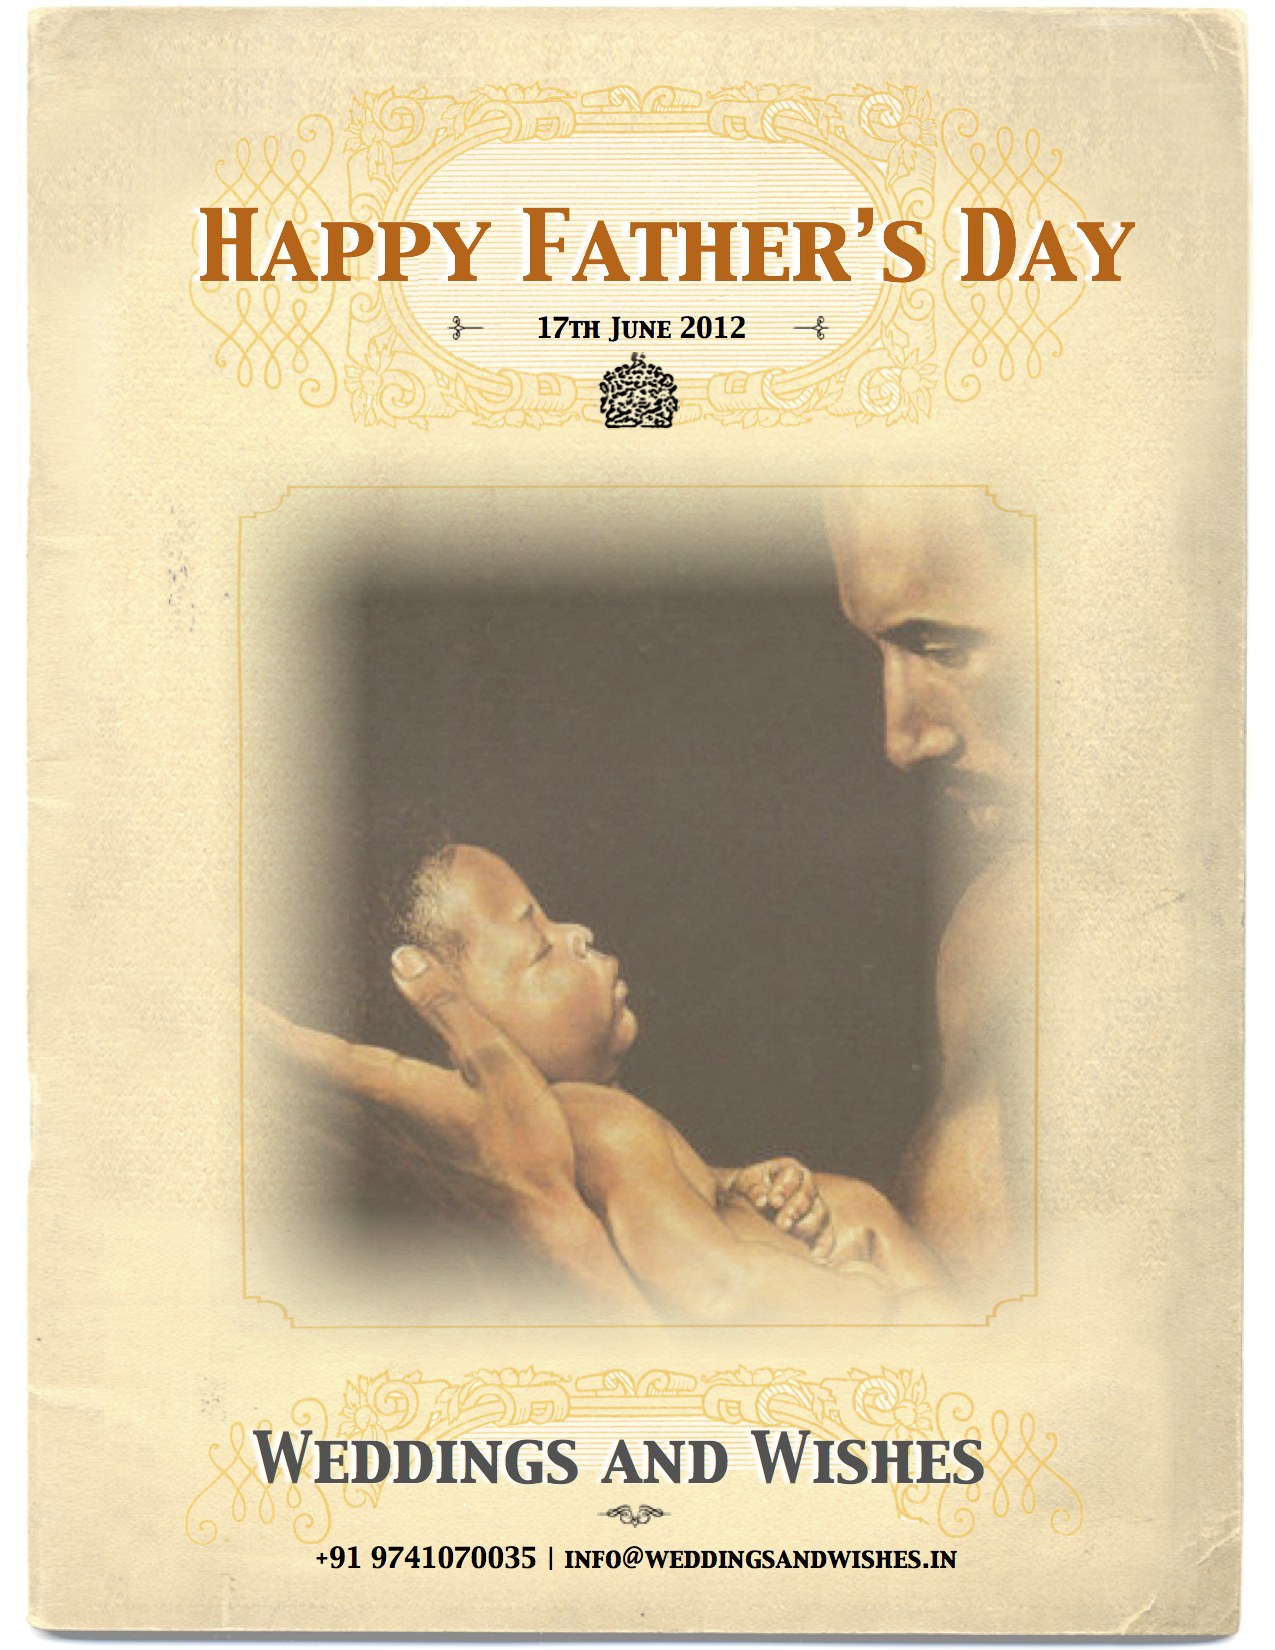 Happy Father's Day
17th June 2012
Weddings and Wishes
+91 9741070035 | info@weddingsandwishes.in